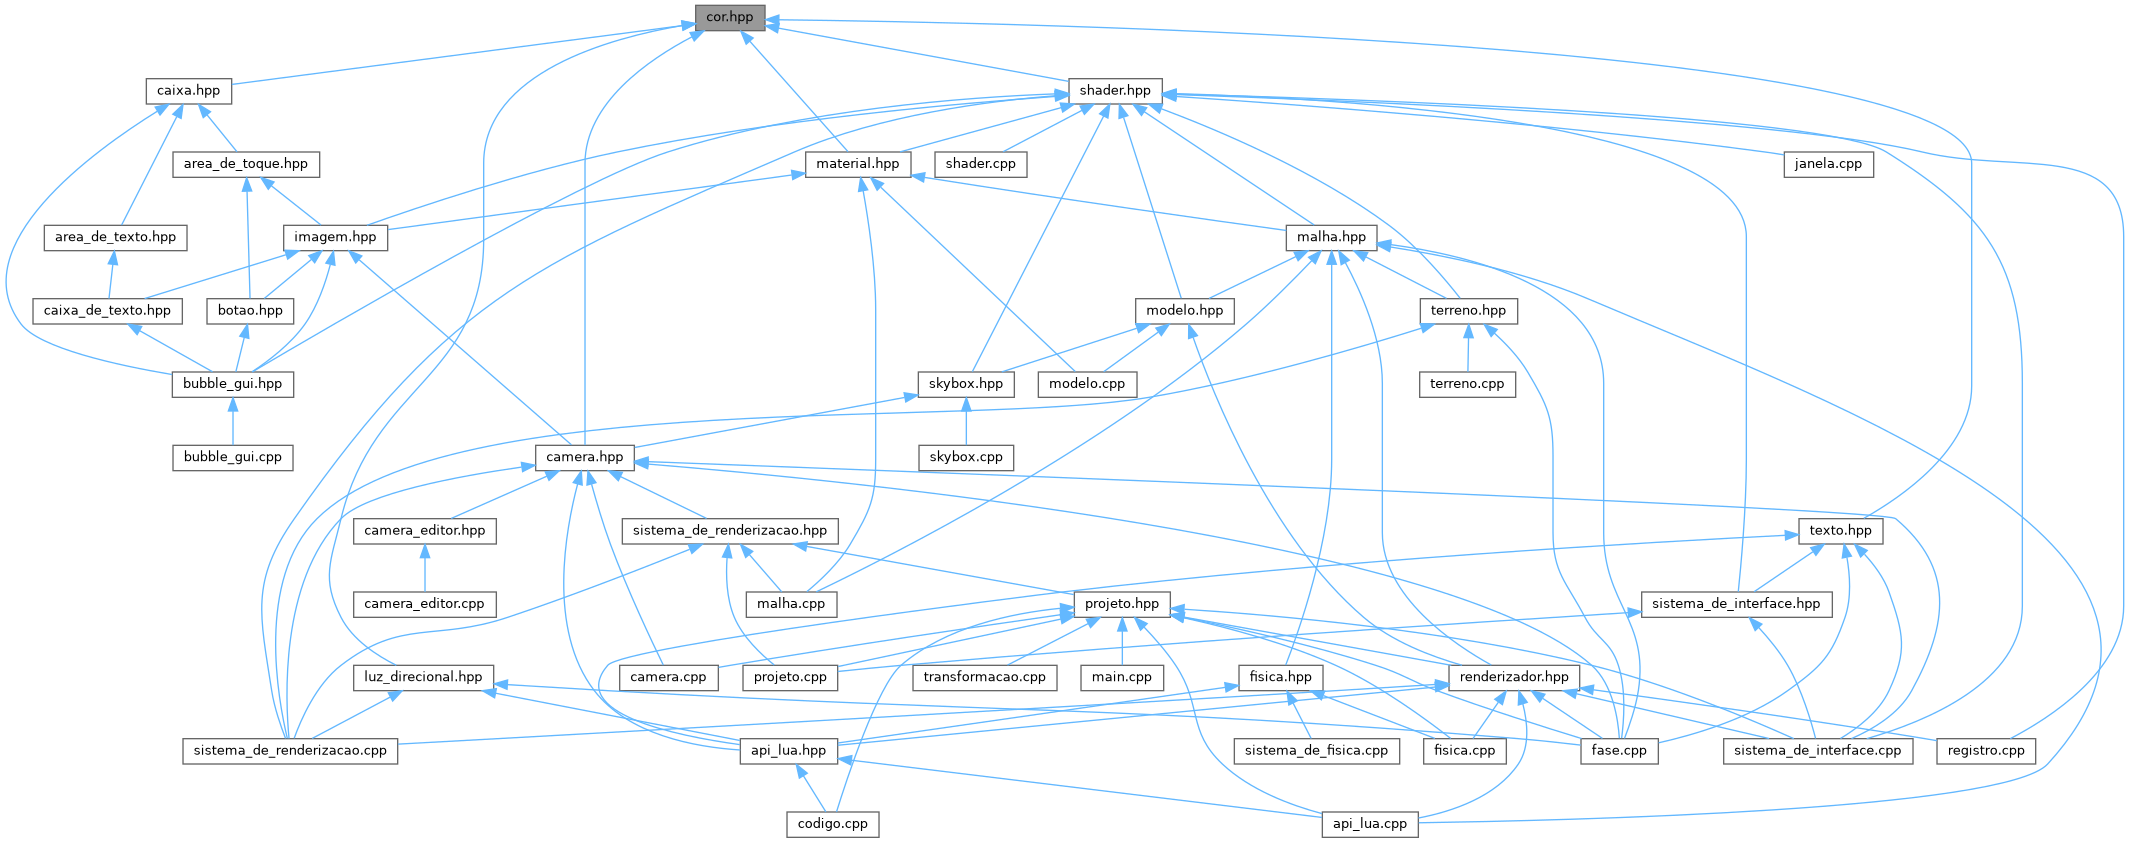 cor.hpp
caixa.hpp
shader.hpp
area_de_toque.hpp
material.hpp
shader.cpp
janela.cpp
area_de_texto.hpp
imagem.hpp
malha.hpp
caixa_de_texto.hpp
botao.hpp
modelo.hpp
terreno.hpp
bubble_gui.hpp
skybox.hpp
modelo.cpp
terreno.cpp
bubble_gui.cpp
camera.hpp
skybox.cpp
camera_editor.hpp
sistema_de_renderizacao.hpp
texto.hpp
camera_editor.cpp
malha.cpp
projeto.hpp
sistema_de_interface.hpp
luz_direcional.hpp
camera.cpp
projeto.cpp
transformacao.cpp
main.cpp
fisica.hpp
renderizador.hpp
sistema_de_renderizacao.cpp
api_lua.hpp
sistema_de_fisica.cpp
fisica.cpp
fase.cpp
sistema_de_interface.cpp
registro.cpp
codigo.cpp
api_lua.cpp